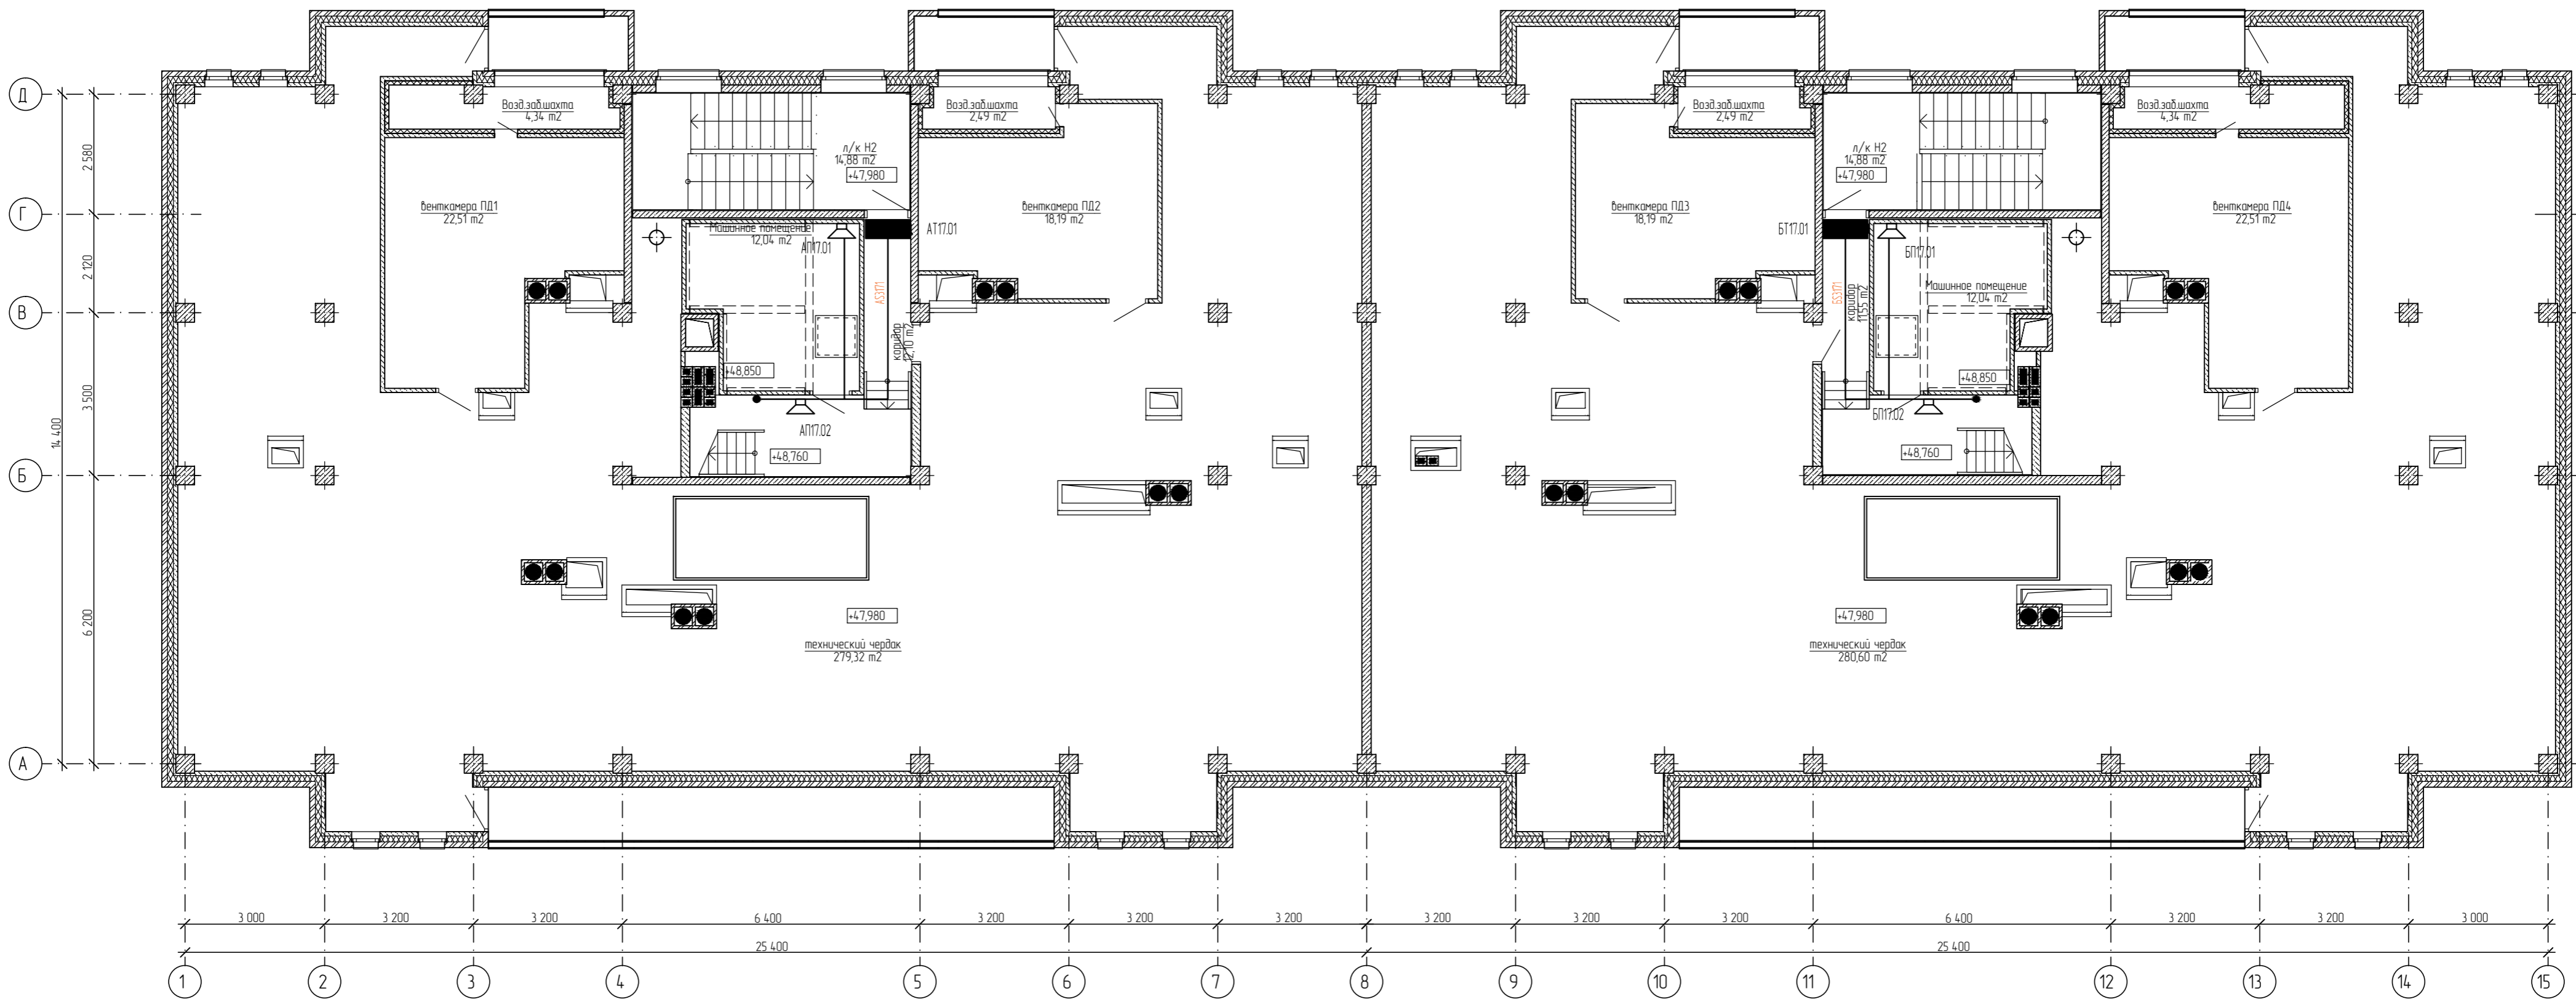 Возд.заб.шахта
4,34 m2
Возд.заб.шахта
2,49 m2
Возд.заб.шахта
2,49 m2
Возд.заб.шахта
4,34 m2
л/к Н2
14,88 m2
+47,980
л/к Н2
14,88 m2
+47,980
венткамера ПД1
22,51 m2
венткамера ПД2
18,19 m2
венткамера ПД3
18,19 m2
венткамера ПД4
22,51 m2
Машинное помещение
12,04 m2
АП17.01
АТ17.01
АS3171
коридор
12,10 m2
+48,850
АП17.02
+48,760
БТ17.01
БП17.01
БS3171
коридор
11,55 m2
Машинное помещение
12,04 m2
+48,850
БП17.02
+48,760
+47,980
технический чердак
279,32 m2
+47,980
технический чердак
280,60 m2
Д
Г
В
Б
А
2 580
2 120
3 500
6 200
14 400
3 000
3 200
3 200
6 400
3 200
3 200
3 200
3 200
3 200
3 200
6 400
3 200
3 200
3 000
25 400
25 400
1
2
3
4
5
6
7
8
9
10
11
12
13
14
15